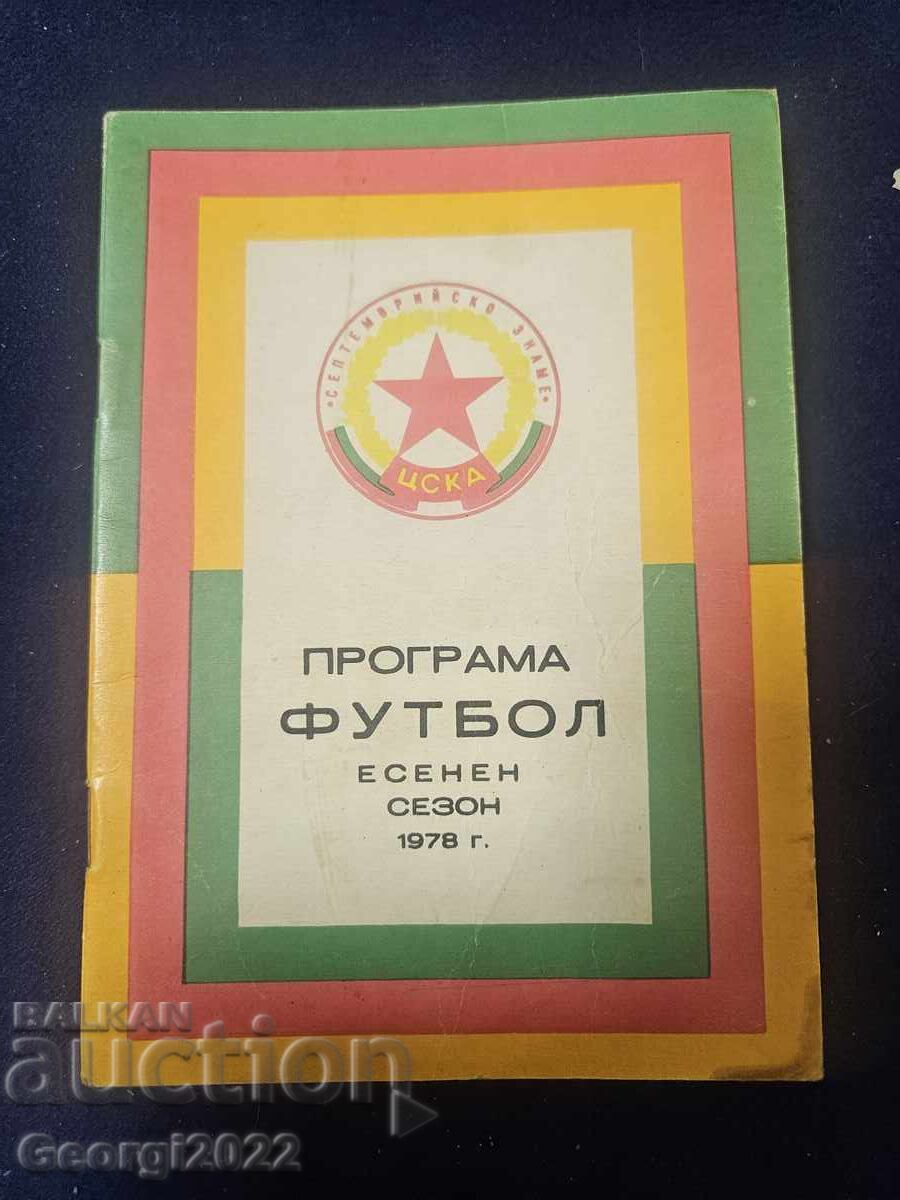 • СЕПТЕМВРИЙСКО ЗНАМЕ •
ЦСКА
ПРОГРАМА
ФУТБОЛ
ЕСЕНЕН
СЕЗОН
1978 г.
BALKAN
auction
Georgi2022